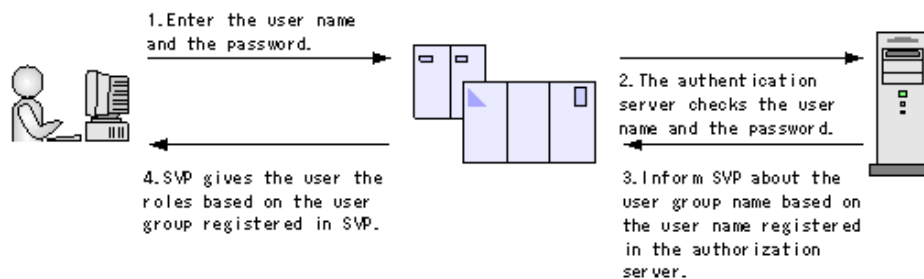 1.Enter the user name
and the password.
2.The authentication
server checks the user
name and the password.
3.Inform SVP about the
user group name based on
the user name registered
in the authorization
server.
4.SVP gives the user the
roles based on the user
group registered in SVP.